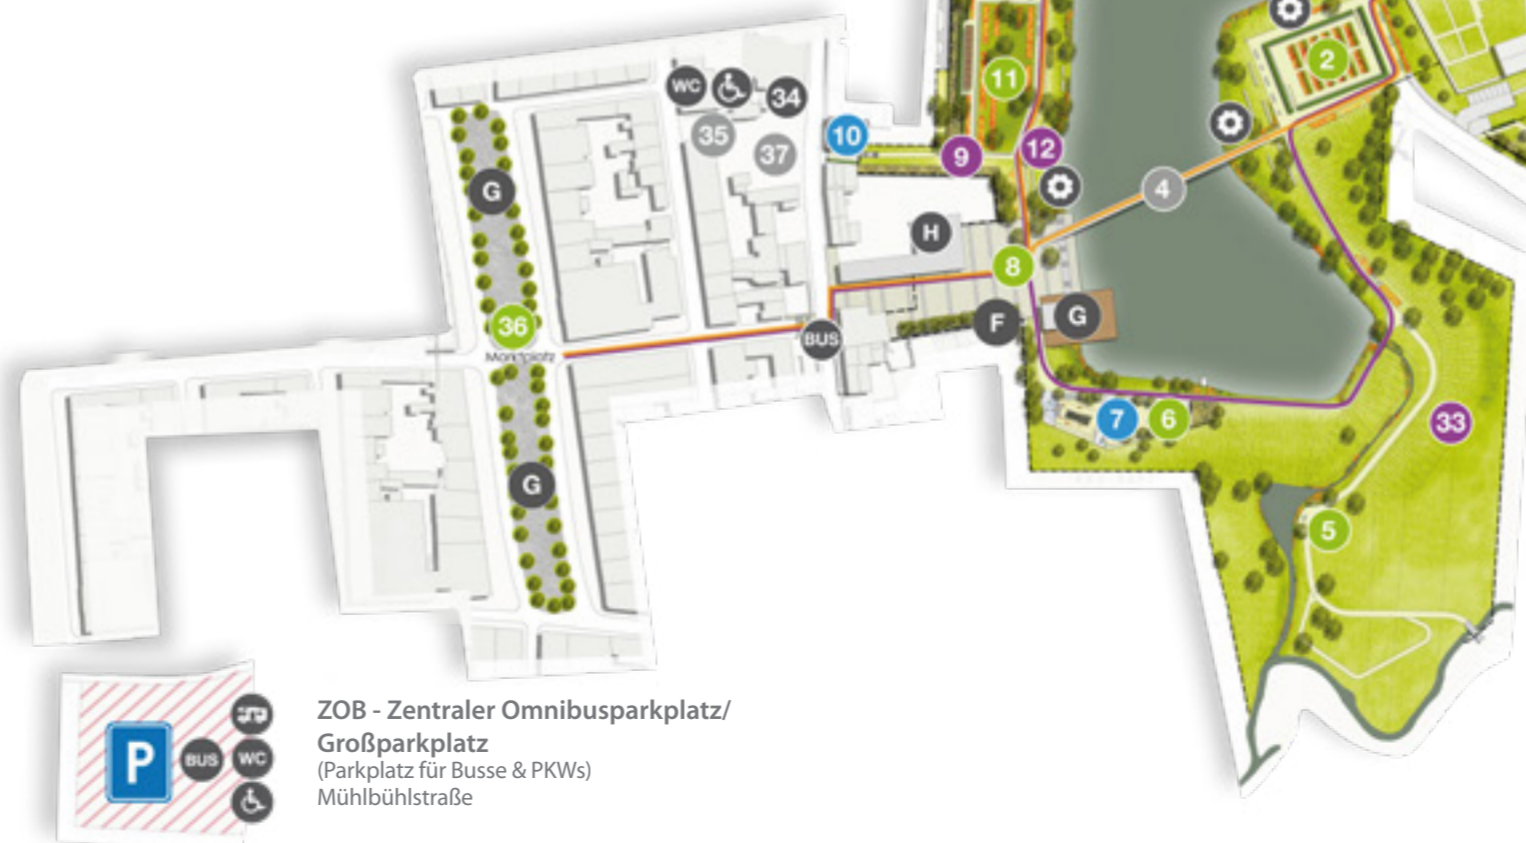 2
11
WC
34
35
37
10
9
12
4
G
H
8
F
G
36
BUS
Marktplatz
7
6
33
G
5
P
BUS
WC
ZOB - Zentraler Omnibusparkplatz/
Großparkplatz
(Parkplatz für Busse & PKWs)
Mühlbühlstraße